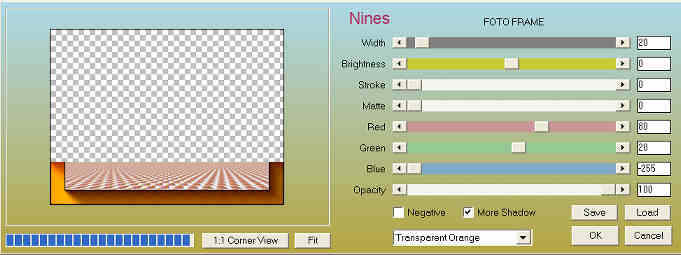 Nines
FOTO FRAME
Width 20
Brightness 0
Stroke 0
Matte 0
Red 60
Green 20
Blue -255
Opacity 100
Negative More Shadow Save Load
1:1 Corner View Fit Transparent Orange OK Cancel